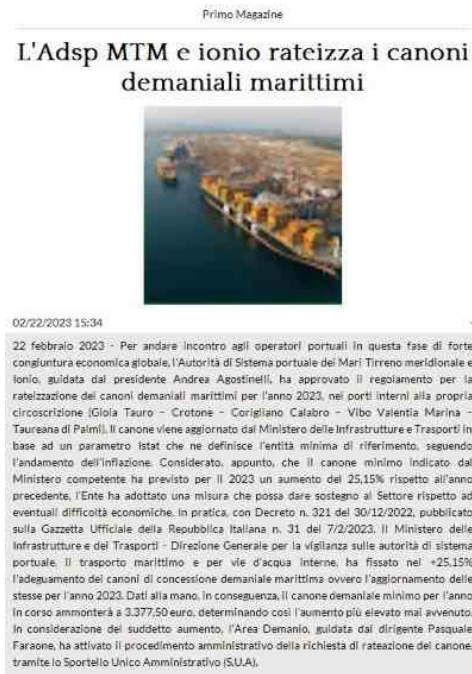 Primo Magazine
L'Adsp MTM e ionio rateizza i canoni
demaniali marittimi
02/22/2023 15:34
22 febbraio 2023 - Per andare incontro agli operatori portuali in questa fase di forte
congiuntura economica globale, l'Autorità di Sistema portuale dei Mari Tirreno meridionale e
Ionio, guidata dal presidente Andrea Agostinelli, ha approvato il regolamento per la
rateizzazione dei canoni demaniali marittimi per l'anno 2023, nei porti interni alla propria
circoscrizione (Gioia Tauro – Crotone – Corigliano Calabro – Vibo Valentia Marina –
Taureana di Palmi). Il canone viene aggiornato dal Ministero delle Infrastrutture e Trasporti in
base ad un parametro Istat che ne definisce l'entità minima di riferimento, seguendo
l'andamento dell'inflazione. Considerato, appunto, che il canone minimo indicato dal
Ministero competente ha previsto per il 2023 un aumento del 25,15% rispetto all'anno
precedente, l'Ente ha adottato una misura che possa dare sostegno al Settore rispetto ad
eventuali difficoltà economiche. In pratica, con Decreto n. 321 del 30/12/2022, pubblicato
sulla Gazzetta Ufficiale della Repubblica Italiana n. 31 del 7/2/2023, il Ministero delle
Infrastrutture e dei Trasporti - Direzione Generale per la vigilanza sulle autorità di sistema
portuale, il trasporto marittimo e per vie d'acqua interne, ha fissato nel +25,15%
l'adeguamento dei canoni di concessione demaniale marittima ovvero l'aggiornamento delle
stesse per l'anno 2023. Dati alla mano, in conseguenza, il canone demaniale minimo per l'anno
in corso ammonterà a 3.377,50 euro, determinando così l'aumento più elevato mai avvenuto.
In considerazione del suddetto aumento, l'Area Demanio, guidata dal dirigente Pasquale
Faraone, ha attivato il procedimento amministrativo della richiesta di rateazione del canone,
tramite lo Sportello Unico Amministrativo (S.U.A).